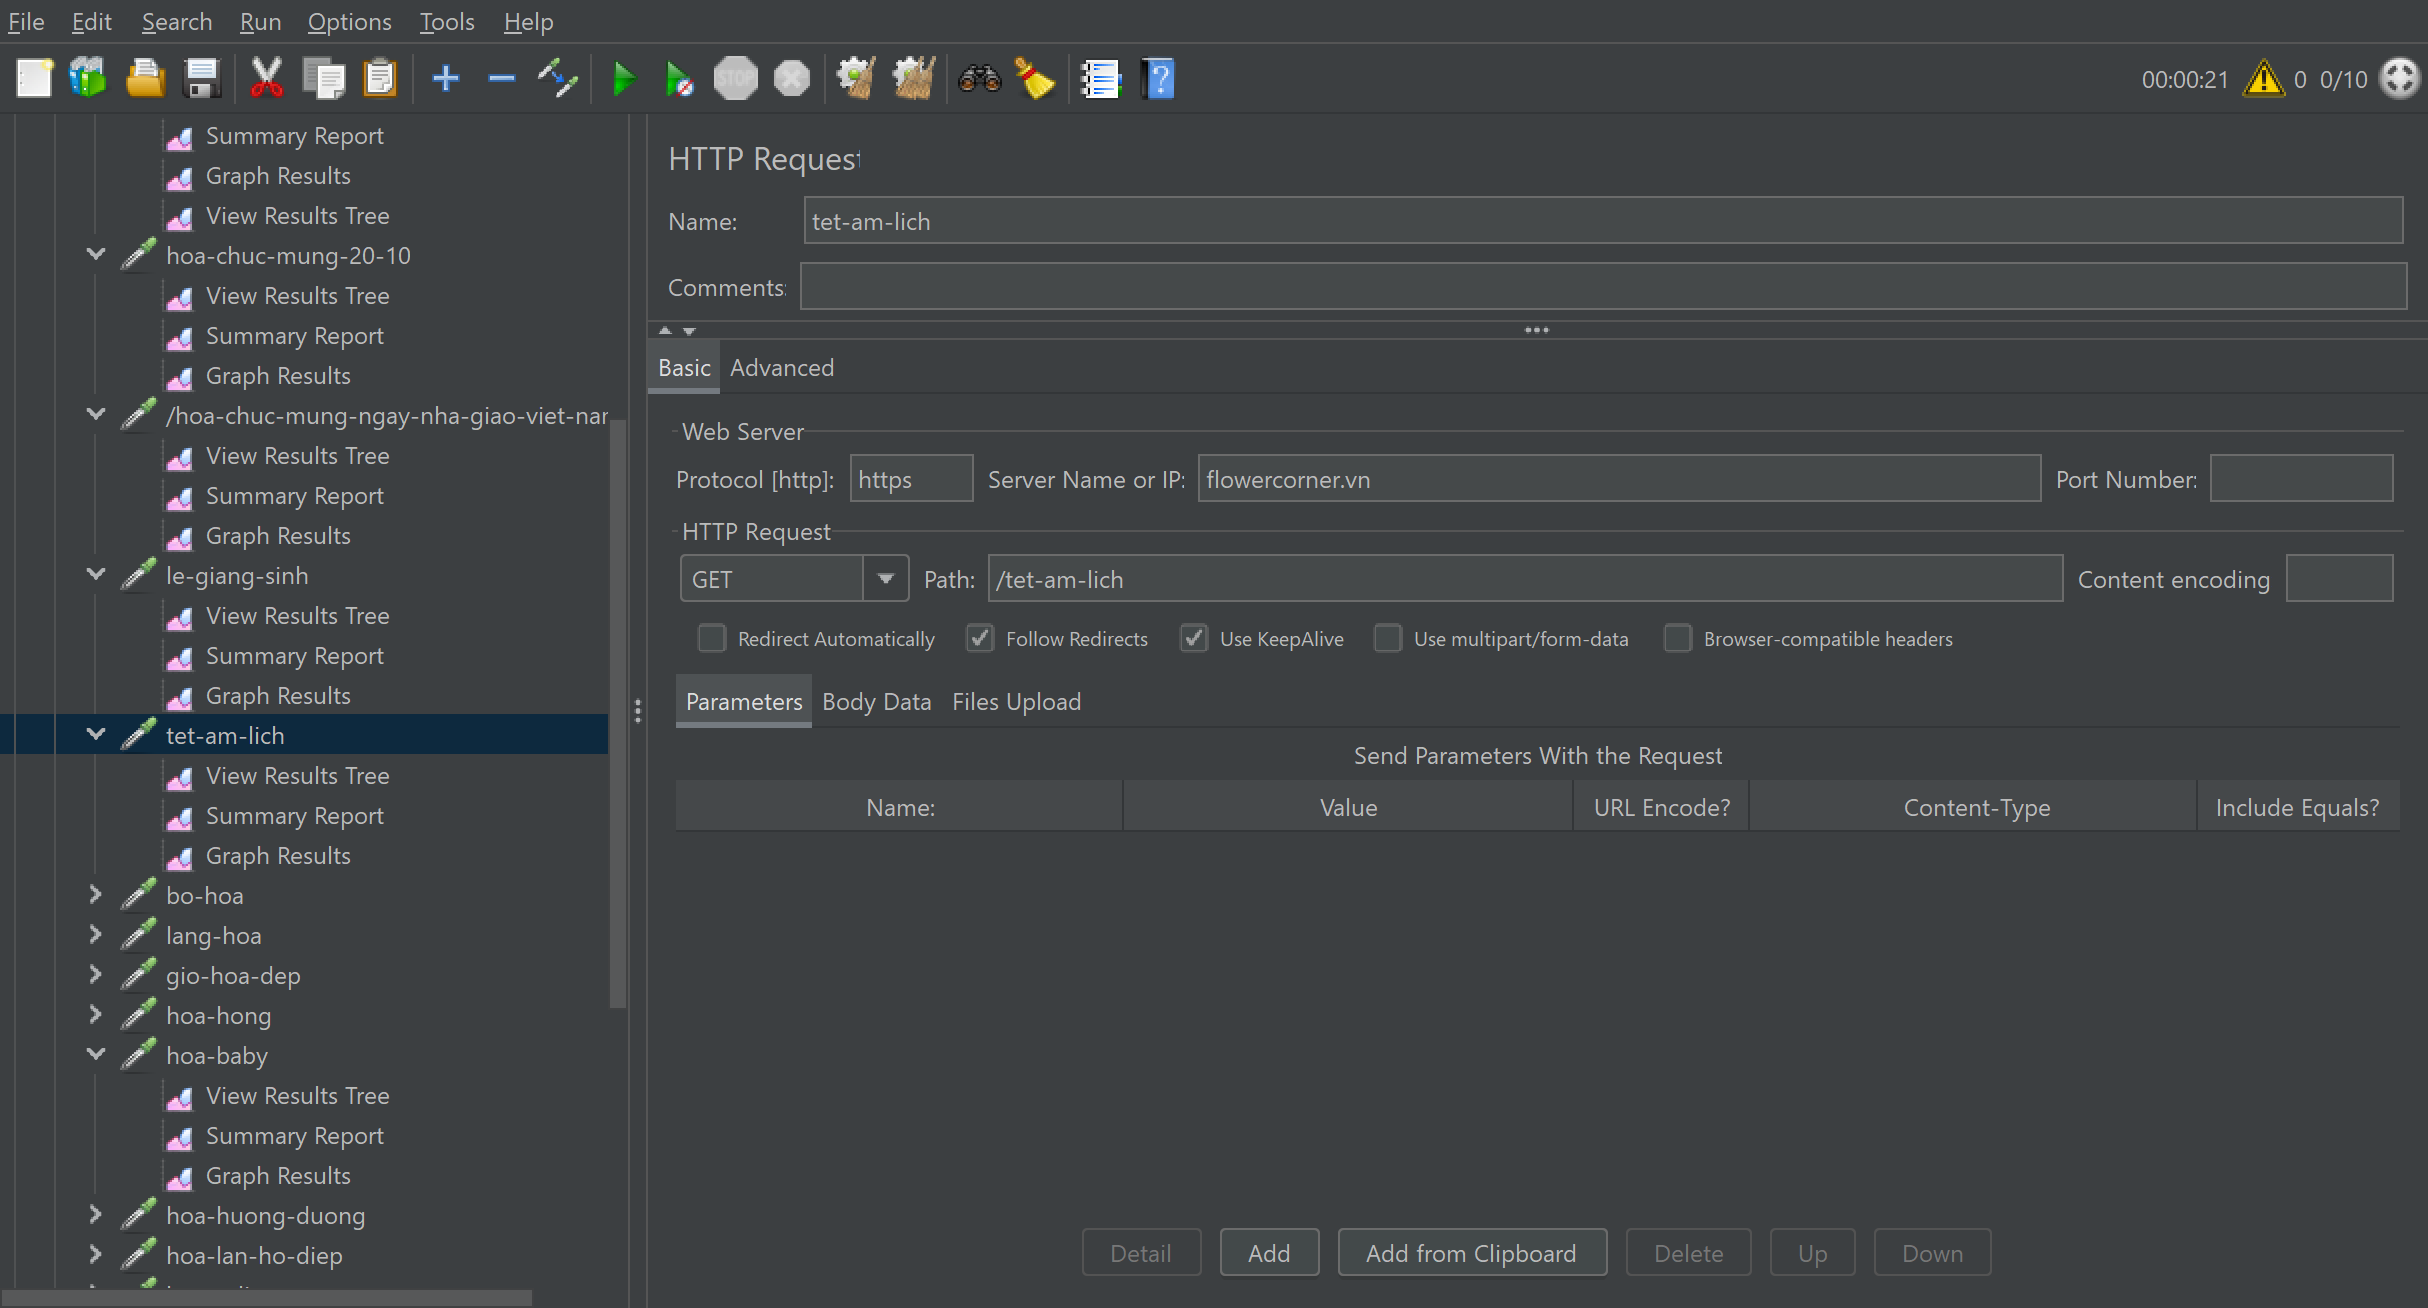 File Edit Search Run Options Tools Help
STOP ? 00:00:21 0 0/10
Summary Report
Graph Results
View Results Tree
hoa-chuc-mung-20-10
View Results Tree
Summary Report
Graph Results
/hoa-chuc-mung-ngay-nha-giao-viet-nar
View Results Tree
Summary Report
Graph Results
le-giang-sinh
View Results Tree
Summary Report
Graph Results
tet-am-lich
View Results Tree
Summary Report
Graph Results
bo-hoa
lang-hoa
gio-hoa-dep
hoa-hong
hoa-baby
View Results Tree
Summary Report
Graph Results
hoa-huong-duong
hoa-lan-ho-diep
HTTP Request
Name: tet-am-lich
Comments:
Basic Advanced
Web Server
Protocol [http]: https Server Name or IP: flowercorner.vn Port Number:
HTTP Request
GET Path: /tet-am-lich Content encoding
Redirect Automatically Follow Redirects Use KeepAlive Use multipart/form-data Browser-compatible headers
Parameters Body Data Files Upload
Send Parameters With the Request
Name: Value URL Encode? Content-Type Include Equals?
Detail Add Add from Clipboard Delete Up Down